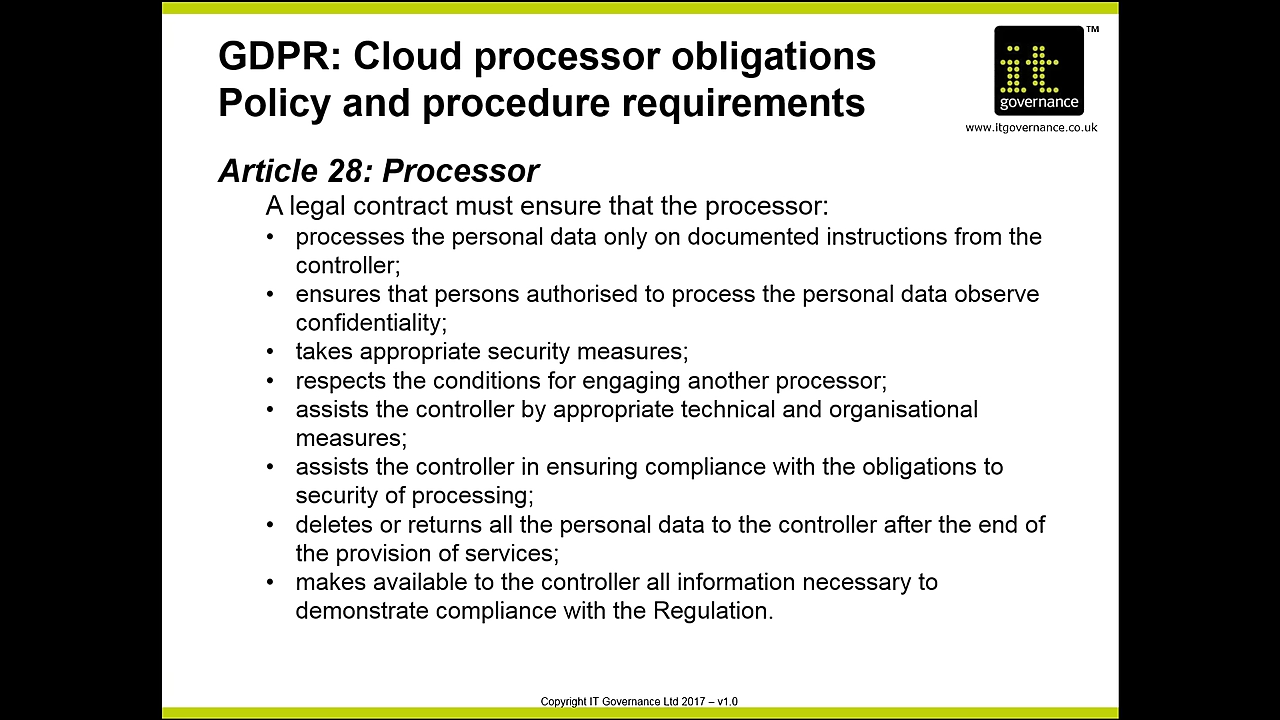 GDPR: Cloud processor obligations
Policy and procedure requirements
it
governance
TM
www.itgovernance.co.uk
Article 28: Processor
A legal contract must ensure that the processor:
• processes the personal data only on documented instructions from the
controller;
• ensures that persons authorised to process the personal data observe
confidentiality;
• takes appropriate security measures;
• respects the conditions for engaging another processor;
• assists the controller by appropriate technical and organisational
measures;
• assists the controller in ensuring compliance with the obligations to
security of processing;
• deletes or returns all the personal data to the controller after the end of
the provision of services;
• makes available to the controller all information necessary to
demonstrate compliance with the Regulation.
Copyright IT Governance Ltd 2017 – v1.0